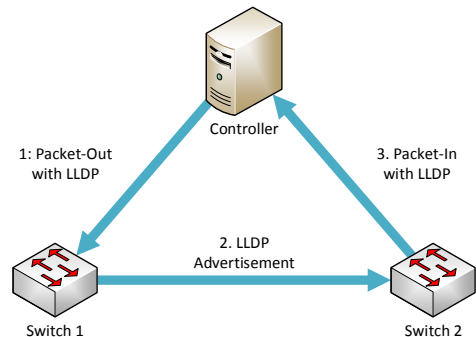 Controller
1: Packet-Out
with LLDP
3. Packet-In
with LLDP
2. LLDP
Advertisement
Switch 1
Switch 2